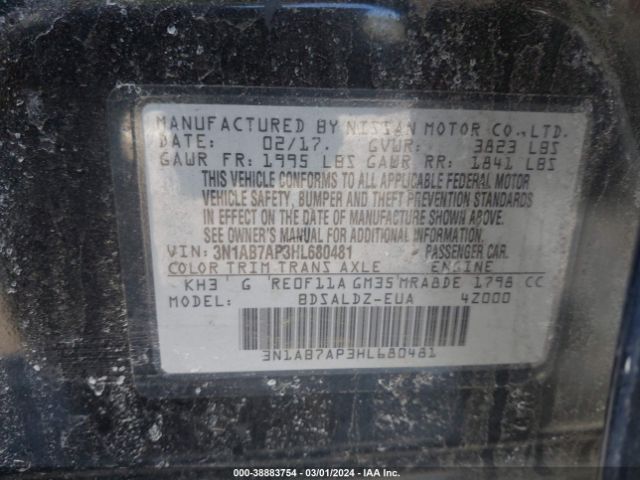 MANUFACTURED BY NISSAN MOTOR CO., LTD.
DATE: 02/17. GVWR: 3823 LBS
GAWR FR: 1995 LBS GAWR RR: 1841 LBS
THIS VEHICLE CONFORMS TO ALL APPLICABLE FEDERAL MOTOR
VEHICLE SAFETY, BUMPER AND THEFT PREVENTION STANDARDS
IN EFFECT ON THE DATE OF MANUFACTURE SHOWN ABOVE.
SEE OWNER'S MANUAL FOR ADDITIONAL INFORMATION.
VIN: 3N1AB7AP3HL680481 PASSENGER CAR.
COLOR TRIM TRANS AXLE ENGINE
KH3 G RE0F11A GM35 MRA8DE 1798 CC
MODEL: BDSALDZ-EUA 4Z000
3N1AB7AP3HL680481
000-38883754 — 03/01/2024 — IAA Inc.